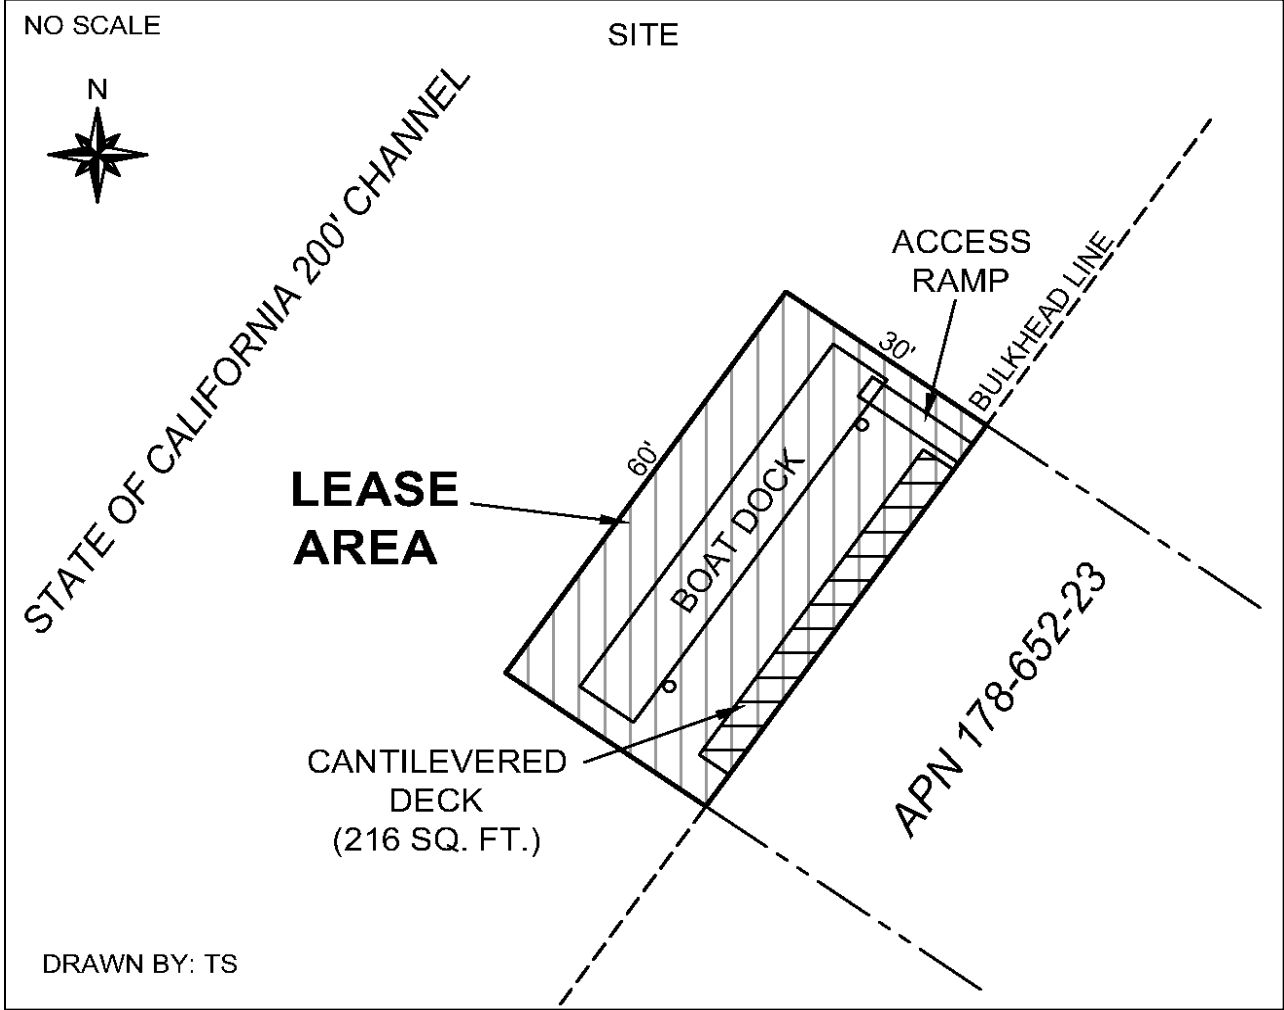 NO SCALE
SITE
N
STATE OF CALIFORNIA 200' CHANNEL
ACCESS
RAMP
BULKHEAD LINE
30'
60'
LEASE
AREA
BOAT DOCK
APN 178-652-23
CANTILEVERED
DECK
(216 SQ. FT.)
DRAWN BY: TS